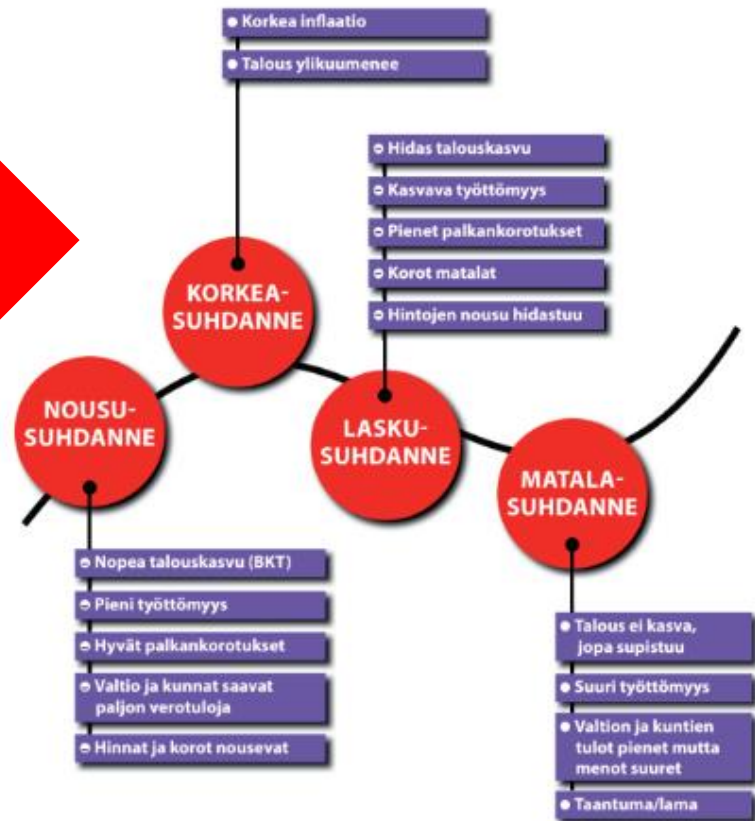 Korkea inflaatio
Talous ylikuumenee
KORKEA-
SUHDANNE
Hidas talouskasvu
Kasvava työttömyys
Pienet palkankorotukset
Korot matalat
Hintojen nousu hidastuu
NOUSU-
SUHDANNE
Nopea talouskasvu (BKT)
Pieni työttömyys
Hyvät palkankorotukset
Valtio ja kunnat saavat
paljon verotuloja
Hinnat ja korot nousevat
LASKU-
SUHDANNE
MATALA-
SUHDANNE
Talous ei kasva,
jopa supistuu
Suuri työttömyys
Valtion ja kuntien
tulot pienet mutta
menot suuret
Taantuma/lama